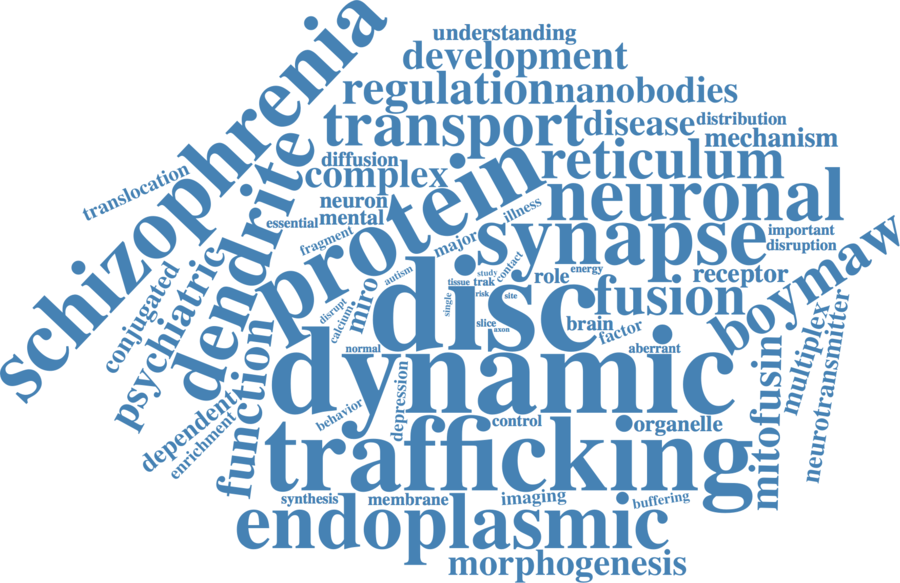 understanding
development
schizophrenia
regulation
nanobodies
transport
disease
distribution
mechanism
diffusion
complex
protein
reticulum
translocation
dendrite
neuron
essential
mental
neuronal
illness
fragment
major
synapse
important
disruption
boymaw
conjugated
psychiatric
miro
autism
disc
contact
study
tissue
trak
role
energy
receptor
risk
site
single
fusion
disrupt
calcium
slice
axon
brain
factor
multiplex
neurotransmitter
function
normal
dynamic
aberrant
mitofusin
dependent
enrichment
behavior
depression
control
organelle
trafficking
synthesis
membrane
imaging
buffering
endoplasmic
morphogenesis